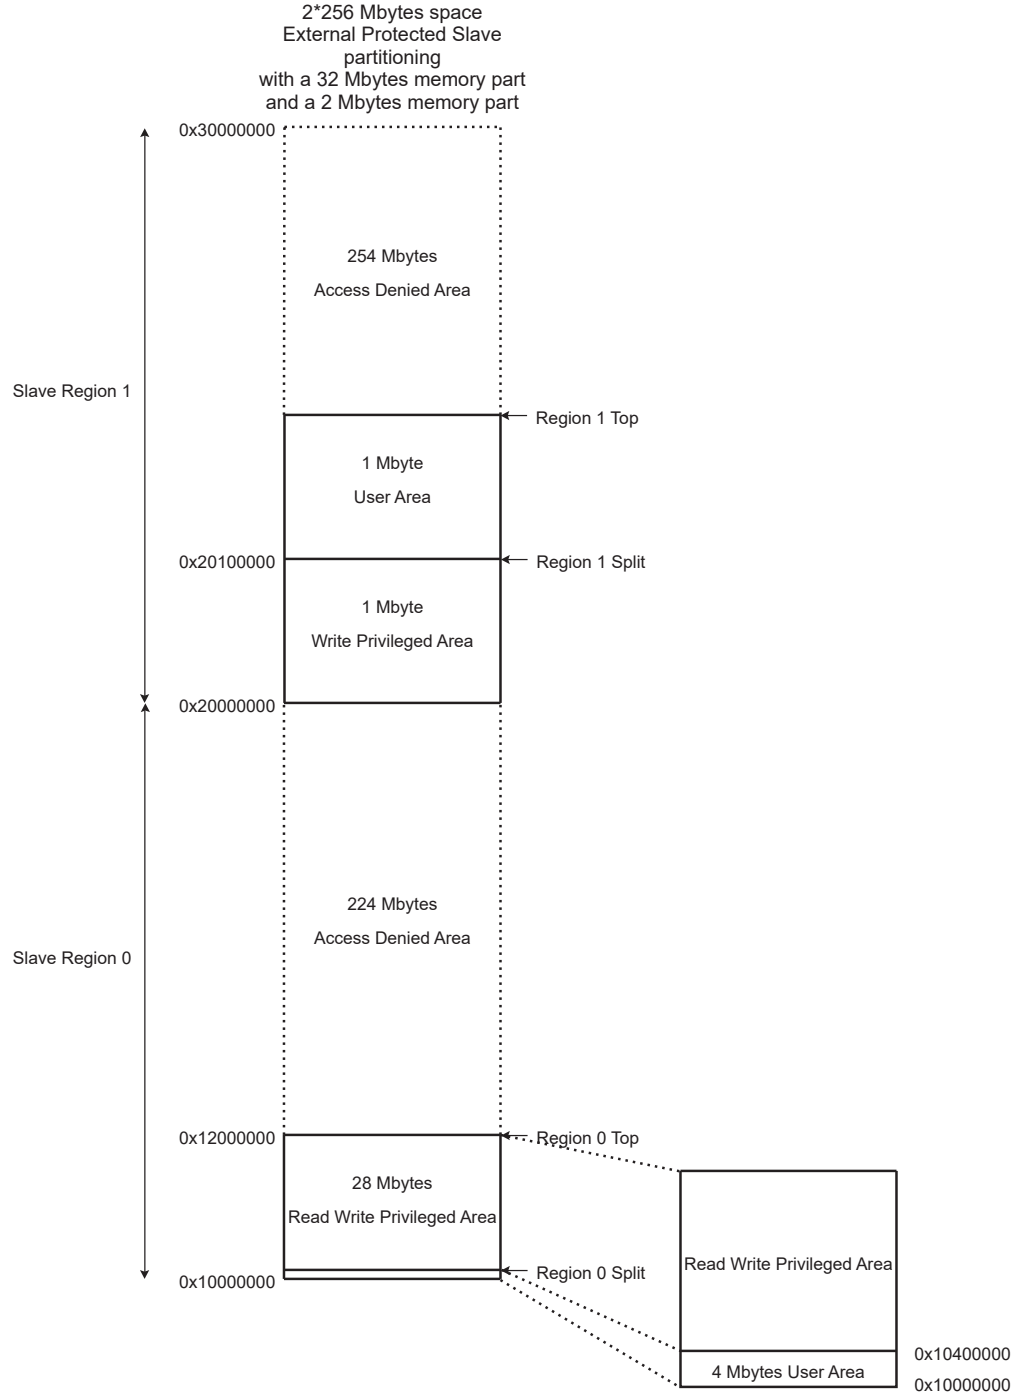 2*256 Mbytes space
External Protected Slave
partitioning
with a 32 Mbytes memory part
and a 2 Mbytes memory part
0x30000000
254 Mbytes
Access Denied Area
Slave Region 1
Region 1 Top
1 Mbyte
User Area
0x20100000
Region 1 Split
1 Mbyte
Write Privileged Area
0x20000000
224 Mbytes
Access Denied Area
Slave Region 0
0x12000000
Region 0 Top
28 Mbytes
Read Write Privileged Area
Region 0 Split
0x10000000
Read Write Privileged Area
0x10400000
4 Mbytes User Area
0x10000000